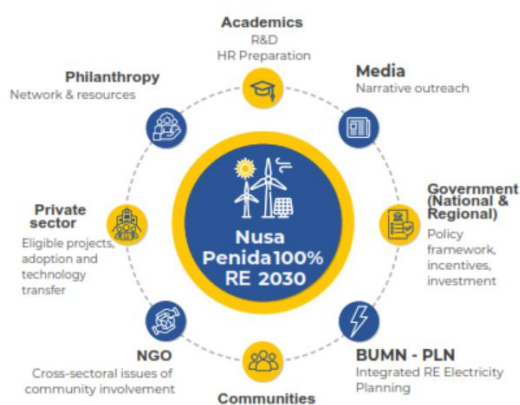 Academics
R&D
HR Preparation
Media
Narrative outreach
Government
(National &
Regional)
Policy
framework,
incentives,
investment
BUMN - PLN
Integrated RE Electricity
Planning
Communities
NGO
Cross-sectoral issues of
community involvement
Private
sector
Eligible projects,
adoption and
technology
transfer
Philanthropy
Network & resources
Nusa
Penida 100%
RE 2030